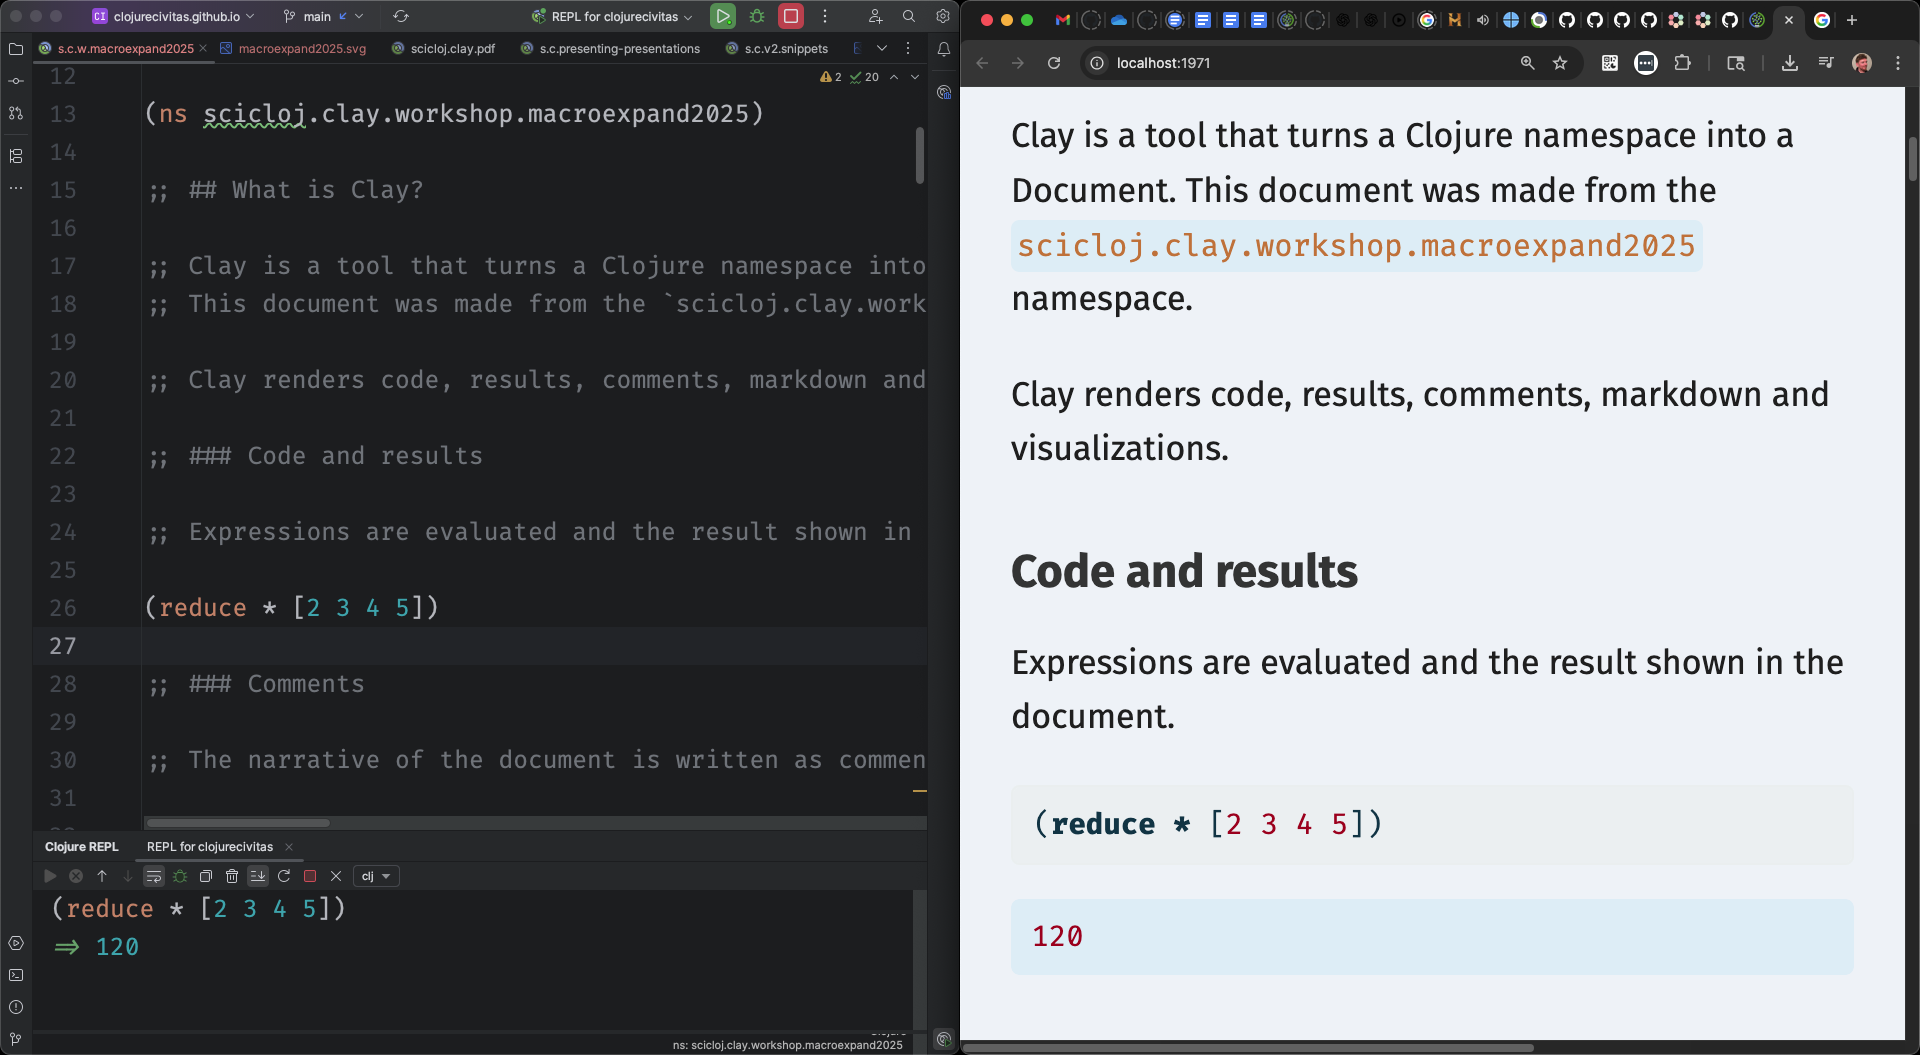 CI clojurecivitas.github.io
main
REPL for clojurecivitas
s.c.w.macroexpand2025
macroexpand2025.svg
scicloj.clay.pdf
s.c.presenting-presentations
s.c.v2.snippets
2
20
12
13 (ns scicloj.clay.workshop.macroexpand2025)
14
15 ;; ## What is Clay?
16
17 ;; Clay is a tool that turns a Clojure namespace into
18 ;; This document was made from the `scicloj.clay.work
19
20 ;; Clay renders code, results, comments, markdown and
21
22 ;; ### Code and results
23
24 ;; Expressions are evaluated and the result shown in
25
26 (reduce * [2 3 4 5])
27
28 ;; ### Comments
29
30 ;; The narrative of the document is written as commen
31
Clojure REPL
REPL for clojurecivitas
clj
(reduce * [2 3 4 5])
=> 120
ns: scicloj.clay.workshop.macroexpand2025
localhost:1971
Clay is a tool that turns a Clojure namespace into a
Document. This document was made from the
scicloj.clay.workshop.macroexpand2025
namespace.
Clay renders code, results, comments, markdown and
visualizations.
Code and results
Expressions are evaluated and the result shown in the
document.
(reduce * [2 3 4 5])
120